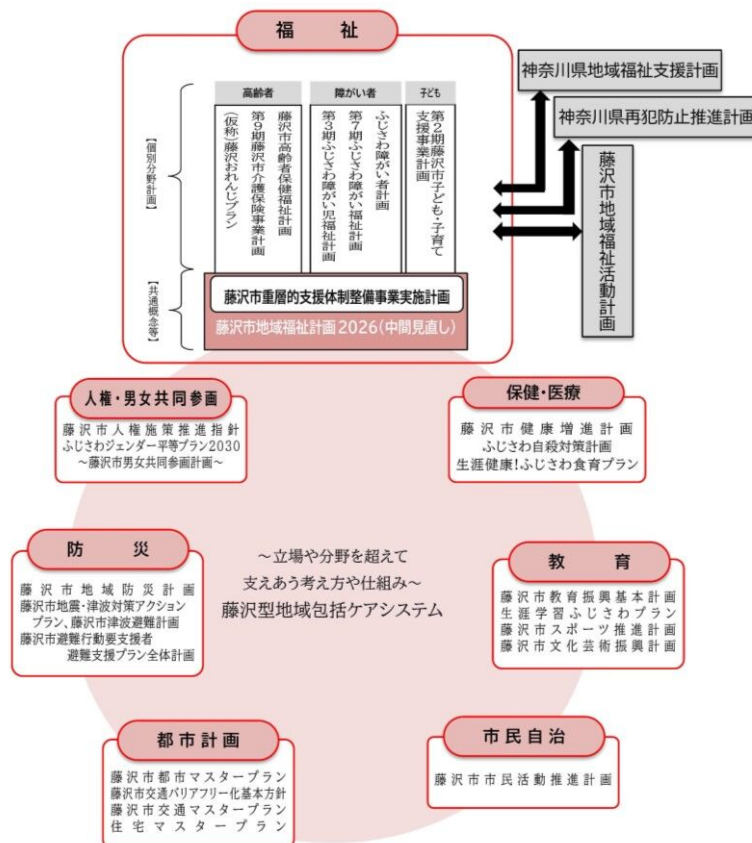 福祉
神奈川県地域福祉支援計画
神奈川県再犯防止推進計画
藤沢市地域福祉活動計画
【個別分野計画】
高齢者
障がい者
子ども
藤沢市高齢者保健福祉計画
第9期藤沢市介護保険事業計画
(仮称)藤沢おれんじプラン
ふじさわ障がい者計画
第7期ふじさわ障がい福祉計画
第3期ふじさわ障がい児福祉計画
第2期藤沢市子ども・子育て
支援事業計画
【共通概念等】
藤沢市重層的支援体制整備事業実施計画
藤沢市地域福祉計画2026(中間見直し)
人権・男女共同参画
藤沢市人権施策推進指針
ふじさわジェンダー平等プラン2030
～藤沢市男女共同参画計画～
保健・医療
藤沢市健康増進計画
ふじさわ自殺対策計画
生涯健康!ふじさわ食育プラン
防災
藤沢市地域防災計画
藤沢市地震・津波対策アクション
プラン、藤沢市津波避難計画
藤沢市避難行動要支援者
避難支援プラン全体計画
～立場や分野を超えて
支えあう考え方や仕組み～
藤沢型地域包括ケアシステム
教育
藤沢市教育振興基本計画
生涯学習ふじさわプラン
藤沢市スポーツ推進計画
藤沢市文化芸術振興計画
都市計画
藤沢市都市マスタープラン
藤沢市交通バリアフリー化基本方針
藤沢市交通マスタープラン
住宅マスタープラン
市民自治
藤沢市市民活動推進計画